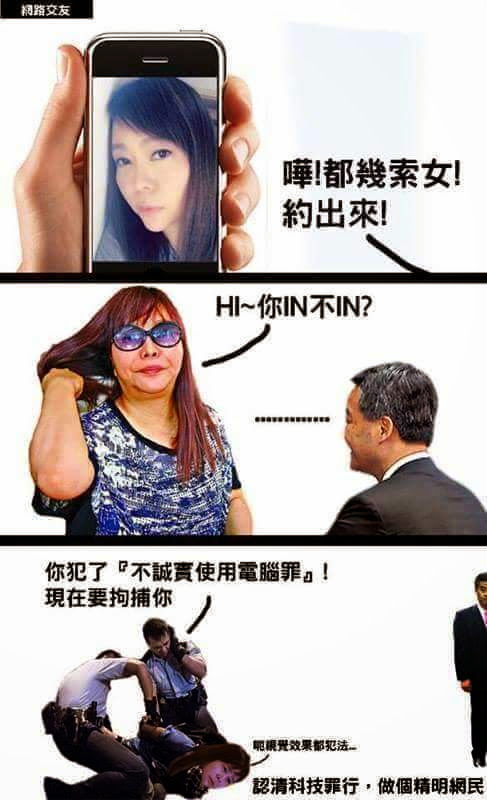 網路交友
嘩!都幾索女!
約出來!
HI~你IN不IN?
.............
你犯了『不誠實使用電腦罪』!
現在要拘捕你
呃視覺效果都犯法...
認清科技罪行，做個精明網民